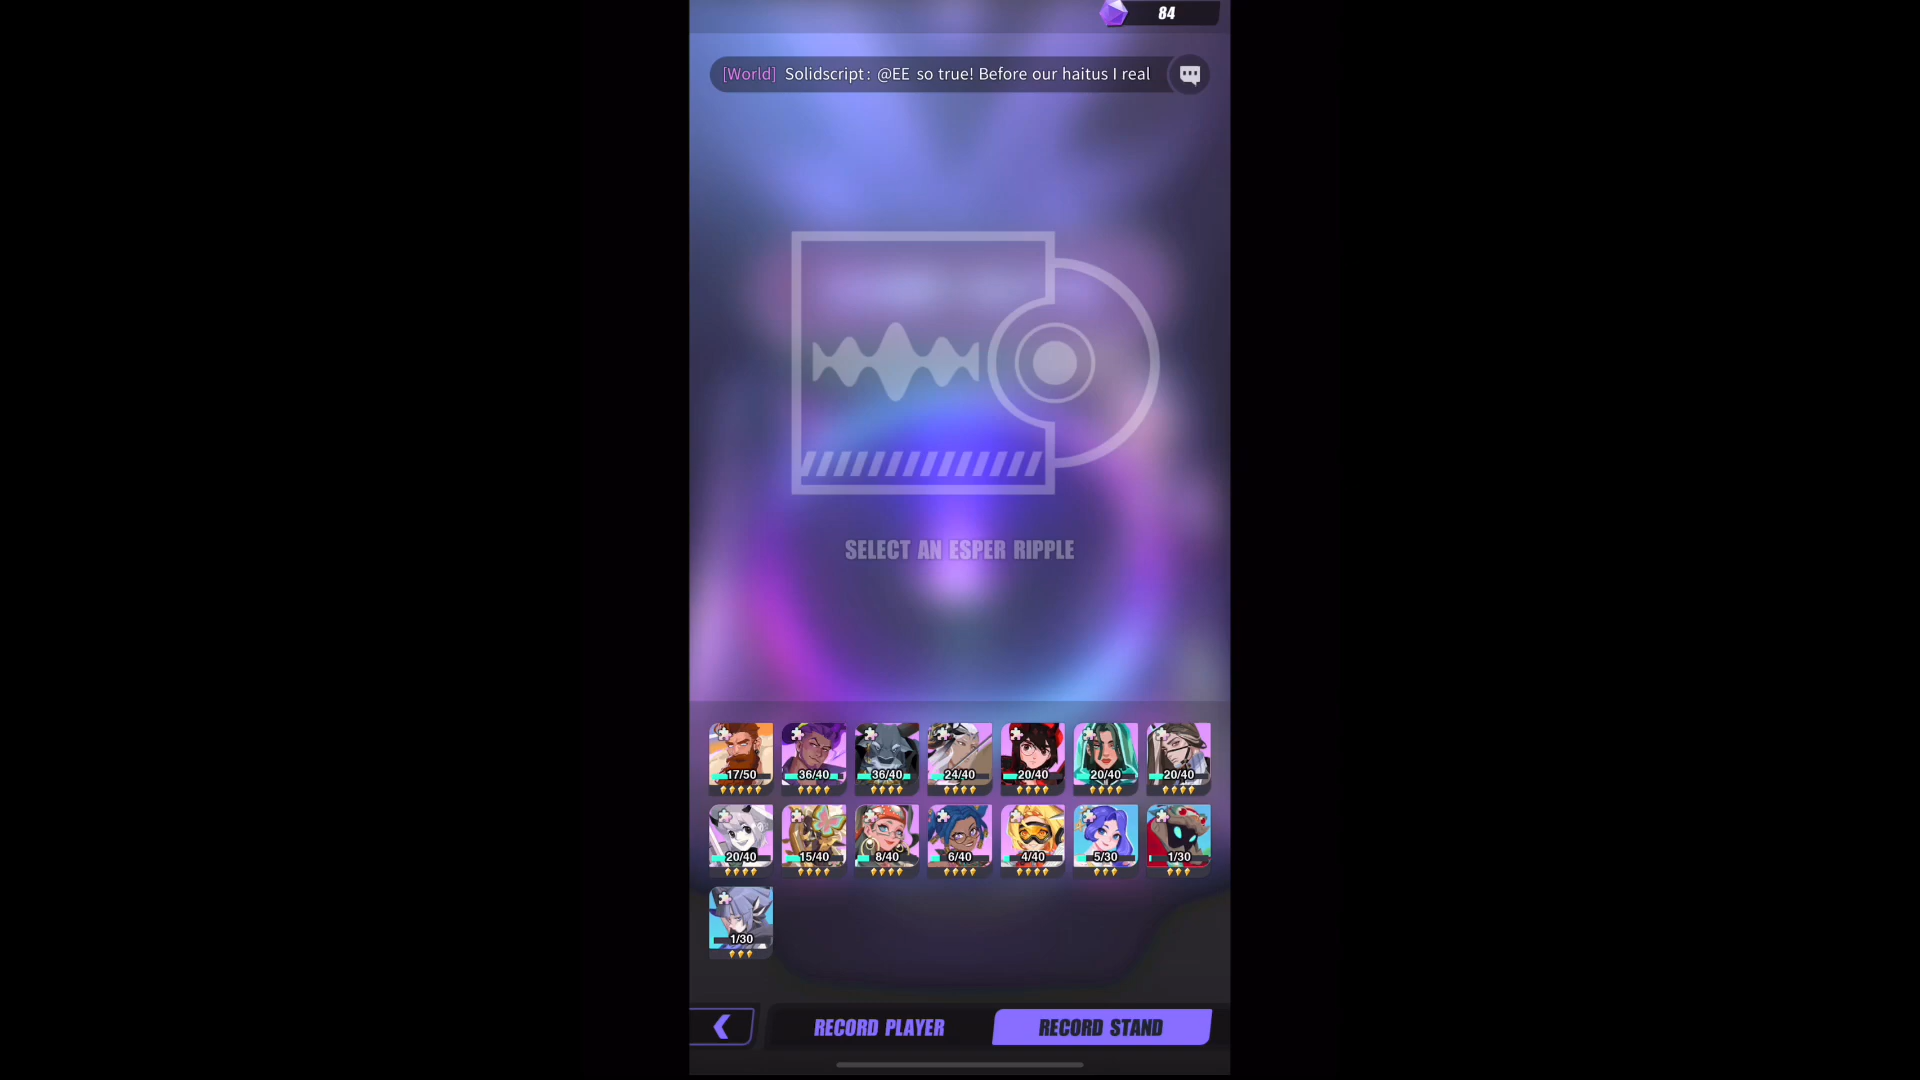 84
[World] Solidscript: @EE so true! Before our haitus I real
SELECT AN ESPER RIPPLE
17/50 36/40 36/40 24/40 20/40 20/40 20/40
20/40 15/40 8/40 6/40 4/40 5/30 1/30
1/30
RECORD PLAYER RECORD STAND